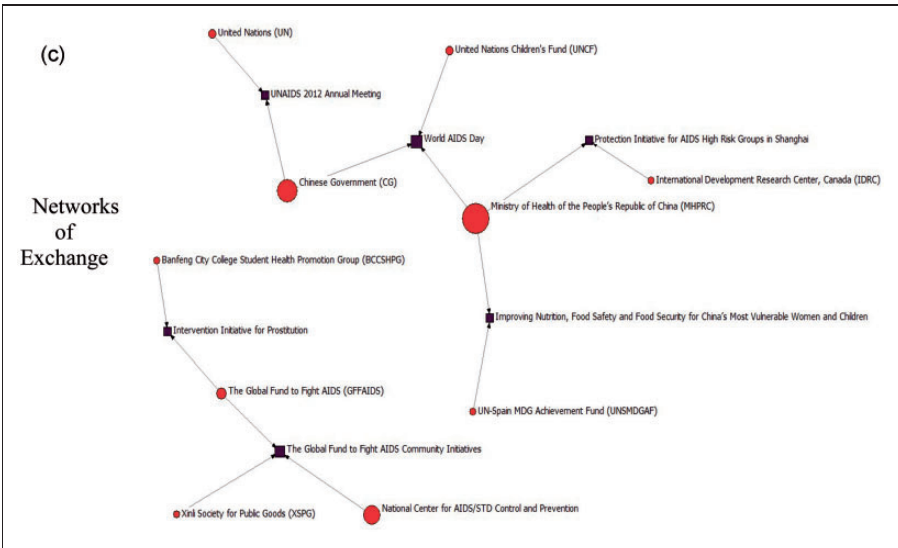 United Nations (UN)
(c)
United Nations Children's Fund (UNCF)
UNAIDS 2012 Annual Meeting
World AIDS Day
Protection Initiative for AIDS High Risk Groups in Shanghai
Chinese Government (CG)
International Development Research Center, Canada (IDRC)
Ministry of Health of the People's Republic of China (MHPRC)
Networks
of
Exchange
Banfeng City College Student Health Promotion Group (BCCSHPG)
Intervention Initiative for Prostitution
Improving Nutrition, Food Safety and Food Security for China's Most Vulnerable Women and Children
The Global Fund to Fight AIDS (GFFAIDS)
UN-Spain MDG Achievement Fund (UNSMDGAF)
The Global Fund to Fight AIDS Community Initiatives
Xinli Society for Public Goods (XSPG)
National Center for AIDS/STD Control and Prevention